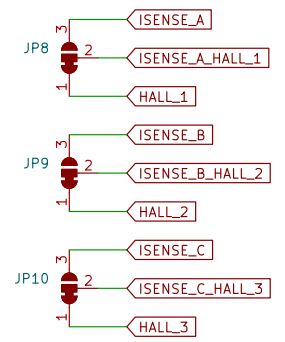 3 ISENSE_A
JP8
2 ISENSE_A_HALL_1
1 HALL_1
3 ISENSE_B
JP9
2 ISENSE_B_HALL_2
1 HALL_2
3 ISENSE_C
JP10
2 ISENSE_C_HALL_3
1 HALL_3